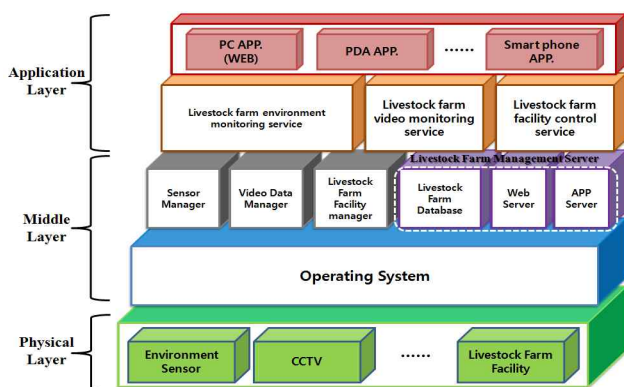 PC APP.
(WEB)
PDA APP.
......
Smart phone
APP.
Application
Layer
Livestock farm environment
monitoring service
Livestock farm
video monitoring
service
Livestock farm
facility control
service
Livestock Farm Management Server
Sensor
Manager
Video Data
Manager
Livestock
Farm
Facility
manager
Livestock
Farm
Database
Web
Server
APP
Server
Middle
Layer
Operating System
Physical
Layer
Environment
Sensor
CCTV
......
Livestock Farm
Facility